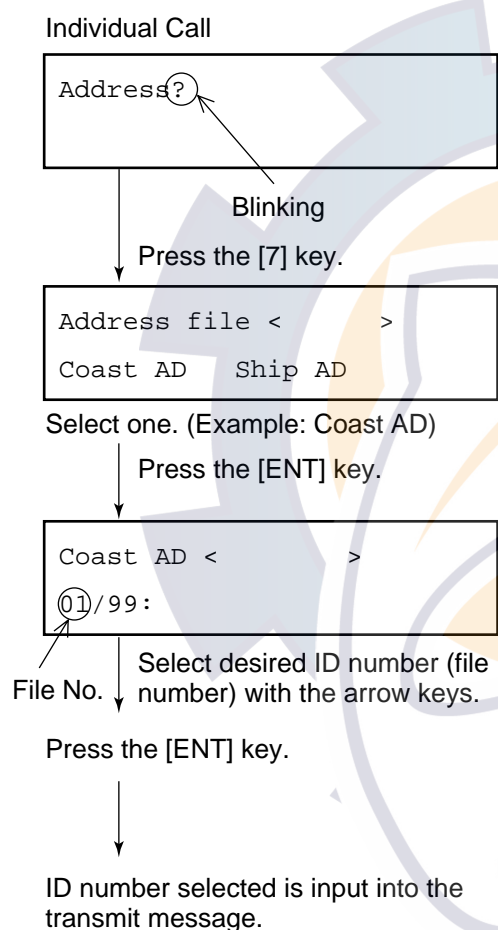 Individual Call
Address?
Blinking
Press the [7] key.
Address file <        >
Coast AD   Ship AD
Select one. (Example: Coast AD)
Press the [ENT] key.
Coast AD <        >
01/99:
File No.
Select desired ID number (file
number) with the arrow keys.
Press the [ENT] key.
ID number selected is input into the
transmit message.